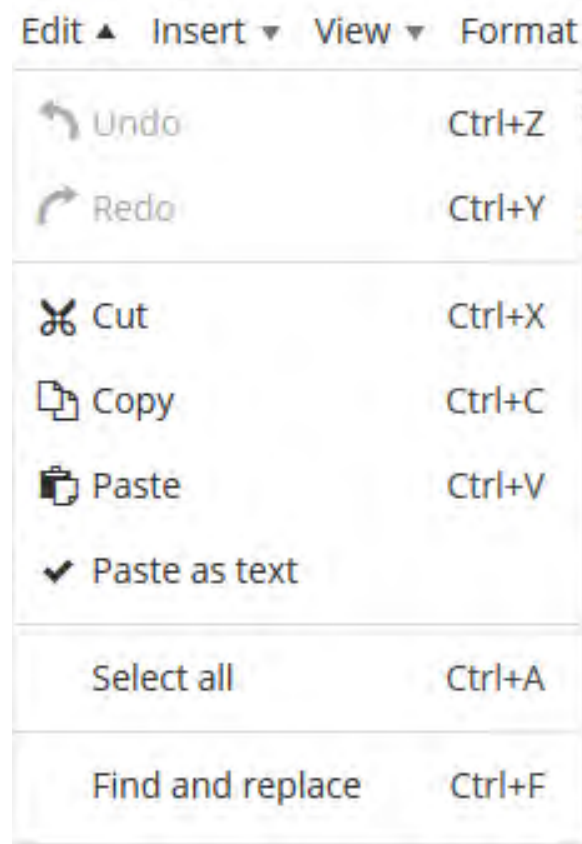 Edit Insert View Format
Undo Ctrl+Z
Redo Ctrl+Y
Cut Ctrl+X
Copy Ctrl+C
Paste Ctrl+V
Paste as text
Select all Ctrl+A
Find and replace Ctrl+F